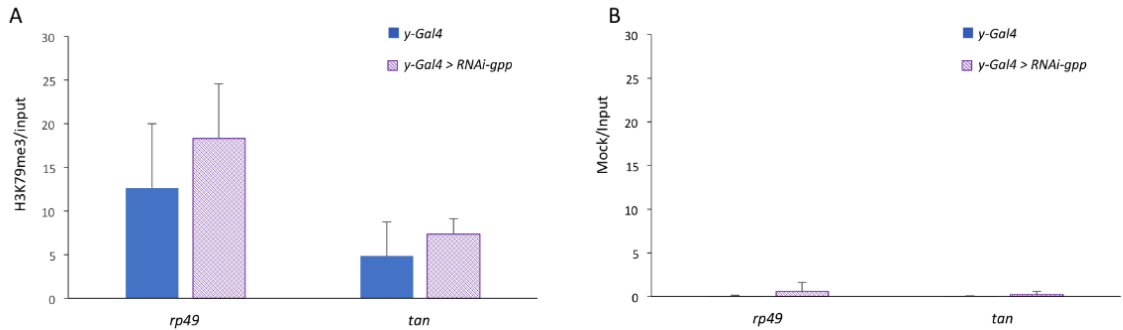 A
y-Gal4
y-Gal4 > RNAi-gpp
H3K79me3/input
30
25
20
15
10
5
0
rp49
tan
B
y-Gal4
y-Gal4 > RNAi-gpp
Mock/Input
30
25
20
15
10
5
0
rp49
tan